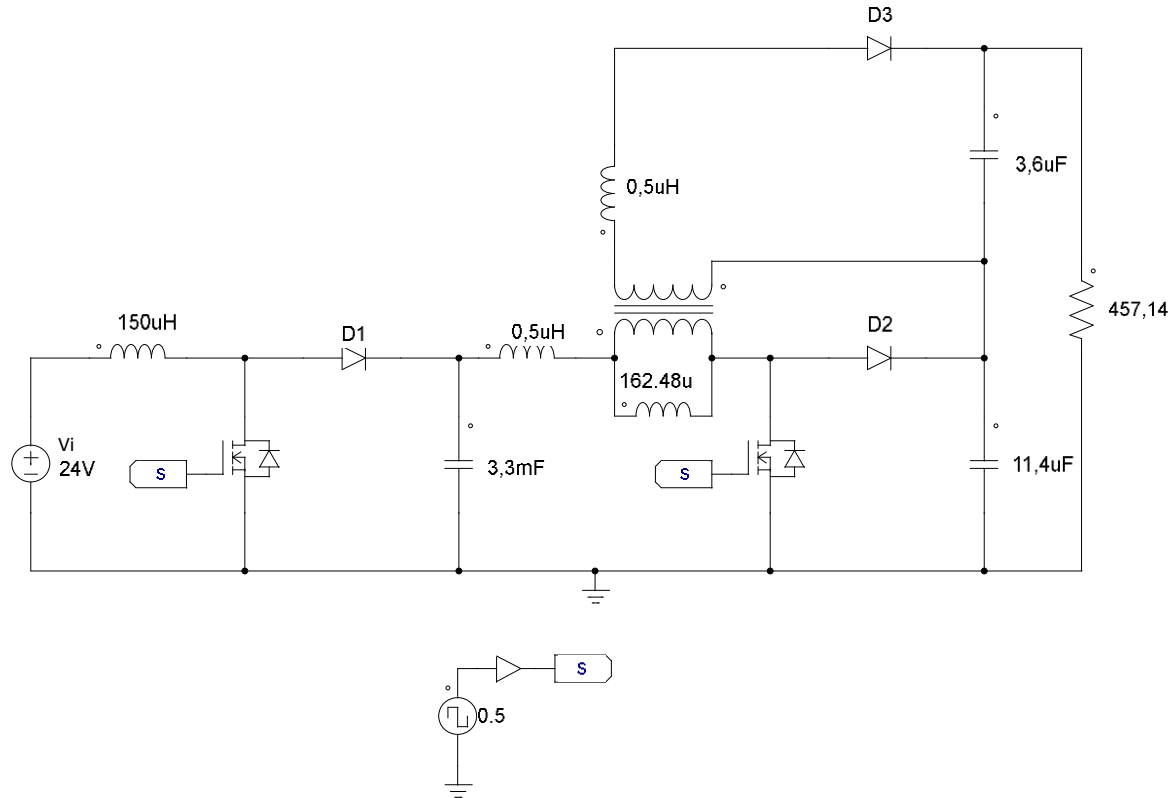 D3
0,5uH
3,6uF
150uH
D1
0,5uH
D2
457,14
162.48u
Vi
24V
S
3,3mF
S
11,4uF
S
0.5